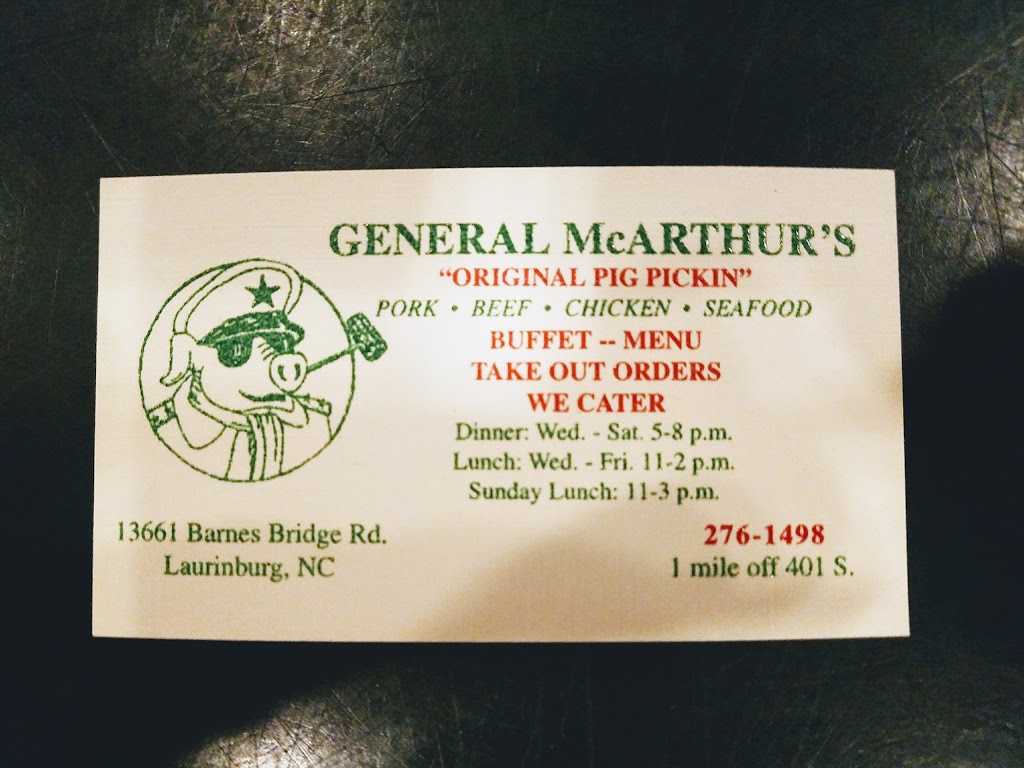 GENERAL McARTHUR'S
"ORIGINAL PIG PICKIN"
PORK • BEEF • CHICKEN • SEAFOOD
BUFFET -- MENU
TAKE OUT ORDERS
WE CATER
Dinner: Wed. - Sat. 5-8 p.m.
Lunch: Wed. - Fri. 11-2 p.m.
Sunday Lunch: 11-3 p.m.
13661 Barnes Bridge Rd.
Laurinburg, NC
276-1498
1 mile off 401 S.